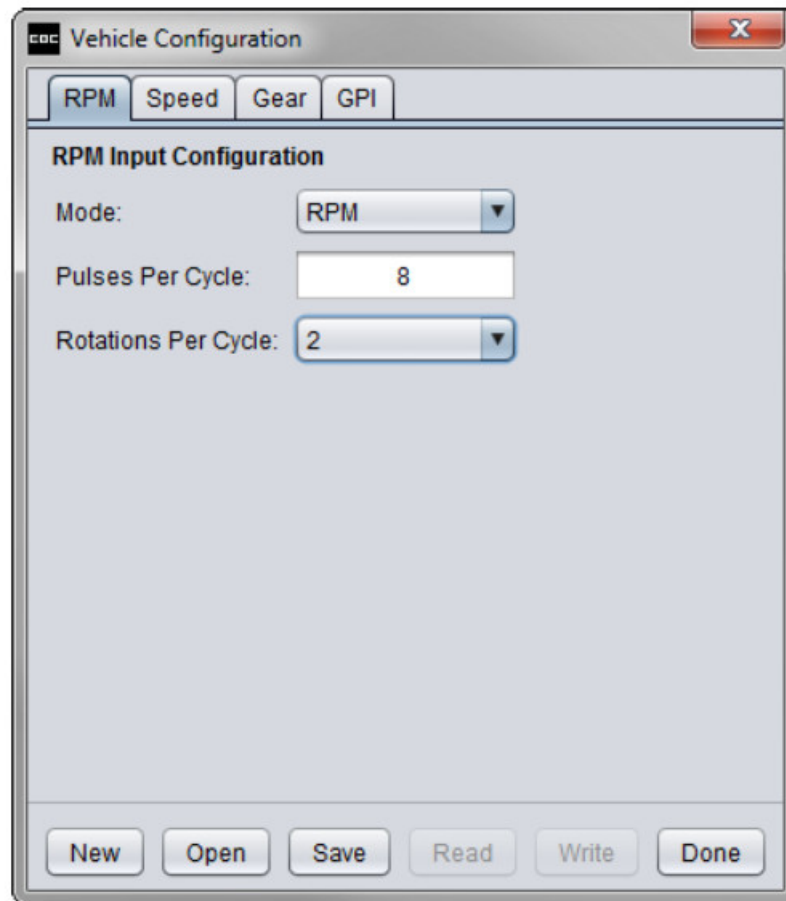 CDC Vehicle Configuration
RPM Speed Gear GPI
RPM Input Configuration
Mode: RPM
Pulses Per Cycle: 8
Rotations Per Cycle: 2
New Open Save Read Write Done